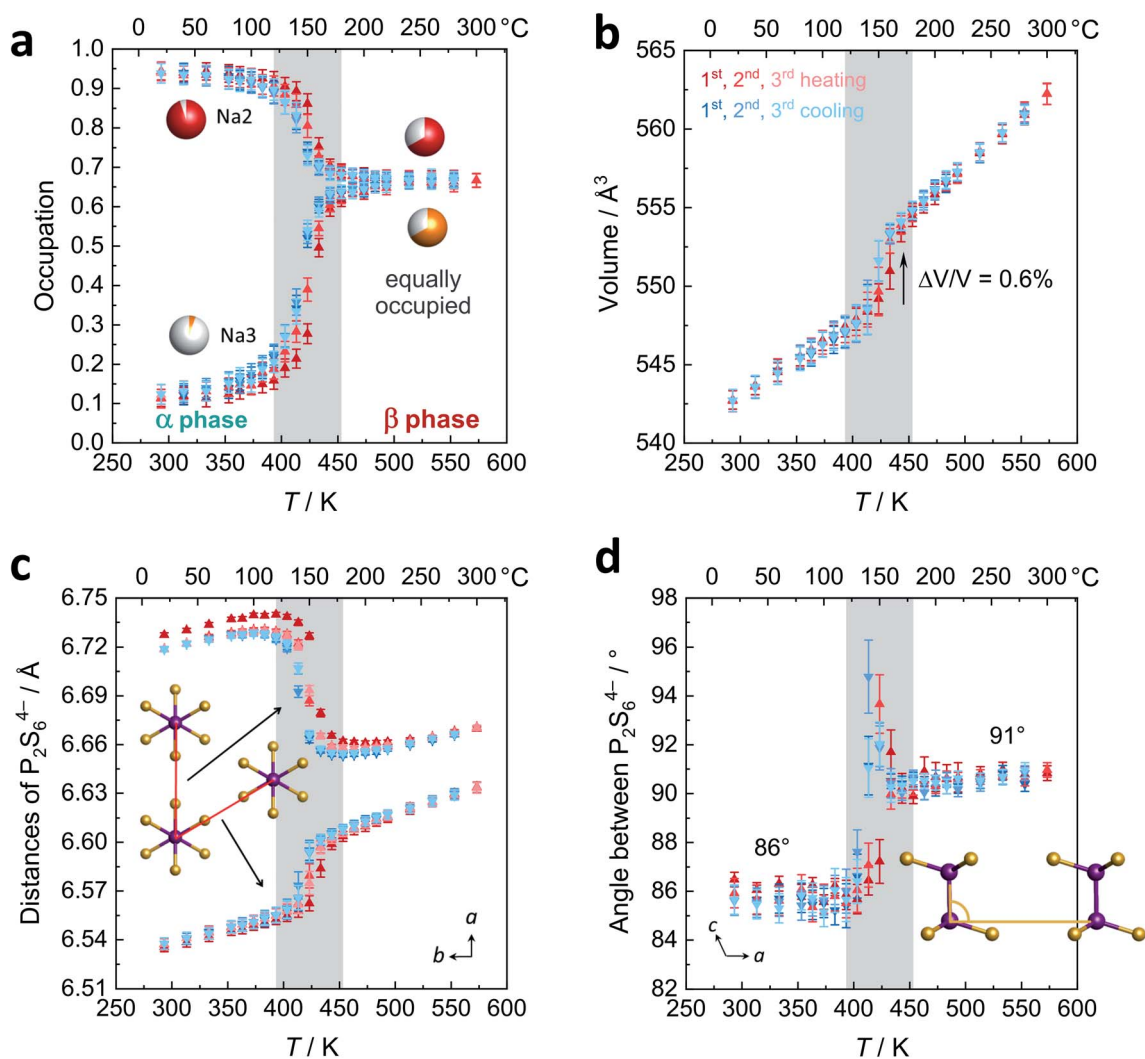 a
0 50 100 150 200 250 300 °C
1.0
0.9
0.8
0.7
0.6
0.5
0.4
0.3
0.2
0.1
0.0
Occupation
Na2
Na3
equally
occupied
α phase
β phase
250 300 350 400 450 500 550 600
T / K
b
0 50 100 150 200 250 300 °C
565
560
555
550
545
540
Volume / Å³
1st, 2nd, 3rd heating
1st, 2nd, 3rd cooling
ΔV/V = 0.6%
250 300 350 400 450 500 550 600
T / K
c
0 50 100 150 200 250 300 °C
6.75
6.72
6.69
6.66
6.63
6.60
6.57
6.54
6.51
Distances of P₂S₆⁴⁻ / Å
a
b
250 300 350 400 450 500 550 600
T / K
d
0 50 100 150 200 250 300 °C
98
96
94
92
90
88
86
84
82
Angle between P₂S₆⁴⁻ / °
91°
86°
c
a
250 300 350 400 450 500 550 600
T / K